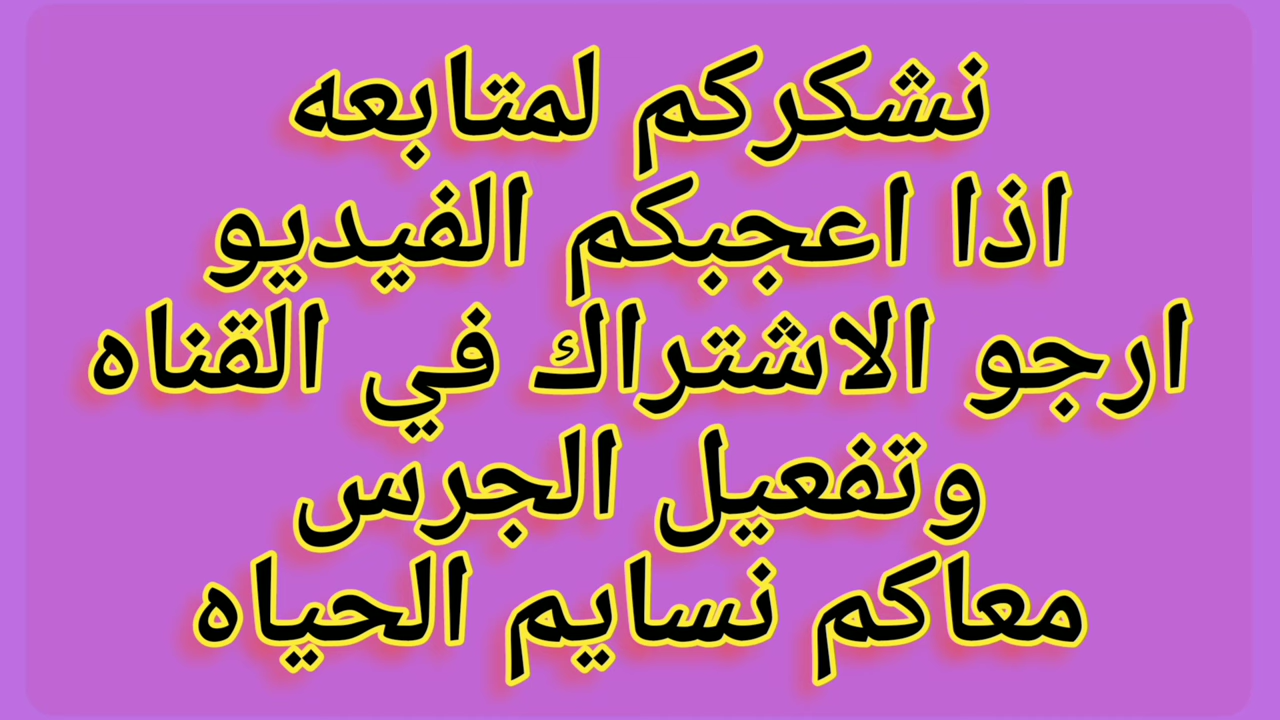 نشكركم لمتابعه
اذا اعجبكم الفيديو
ارجو الاشتراك في القناه
وتفعيل الجرس
معاكم نسايم الحياه